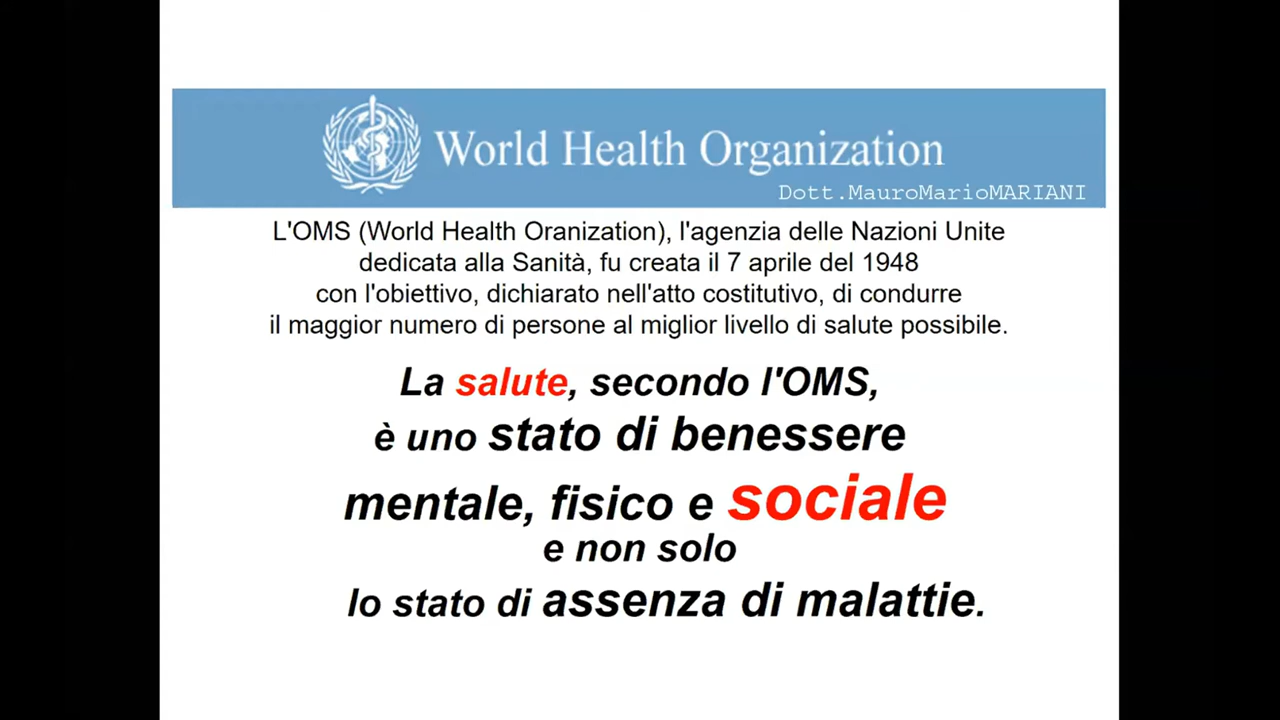 World Health Organization
Dott.MauroMarioMARIANI
L'OMS (World Health Oranization), l'agenzia delle Nazioni Unite
dedicata alla Sanità, fu creata il 7 aprile del 1948
con l'obiettivo, dichiarato nell'atto costitutivo, di condurre
il maggior numero di persone al miglior livello di salute possibile.
La salute, secondo l'OMS,
è uno stato di benessere
mentale, fisico e sociale
e non solo
lo stato di assenza di malattie.